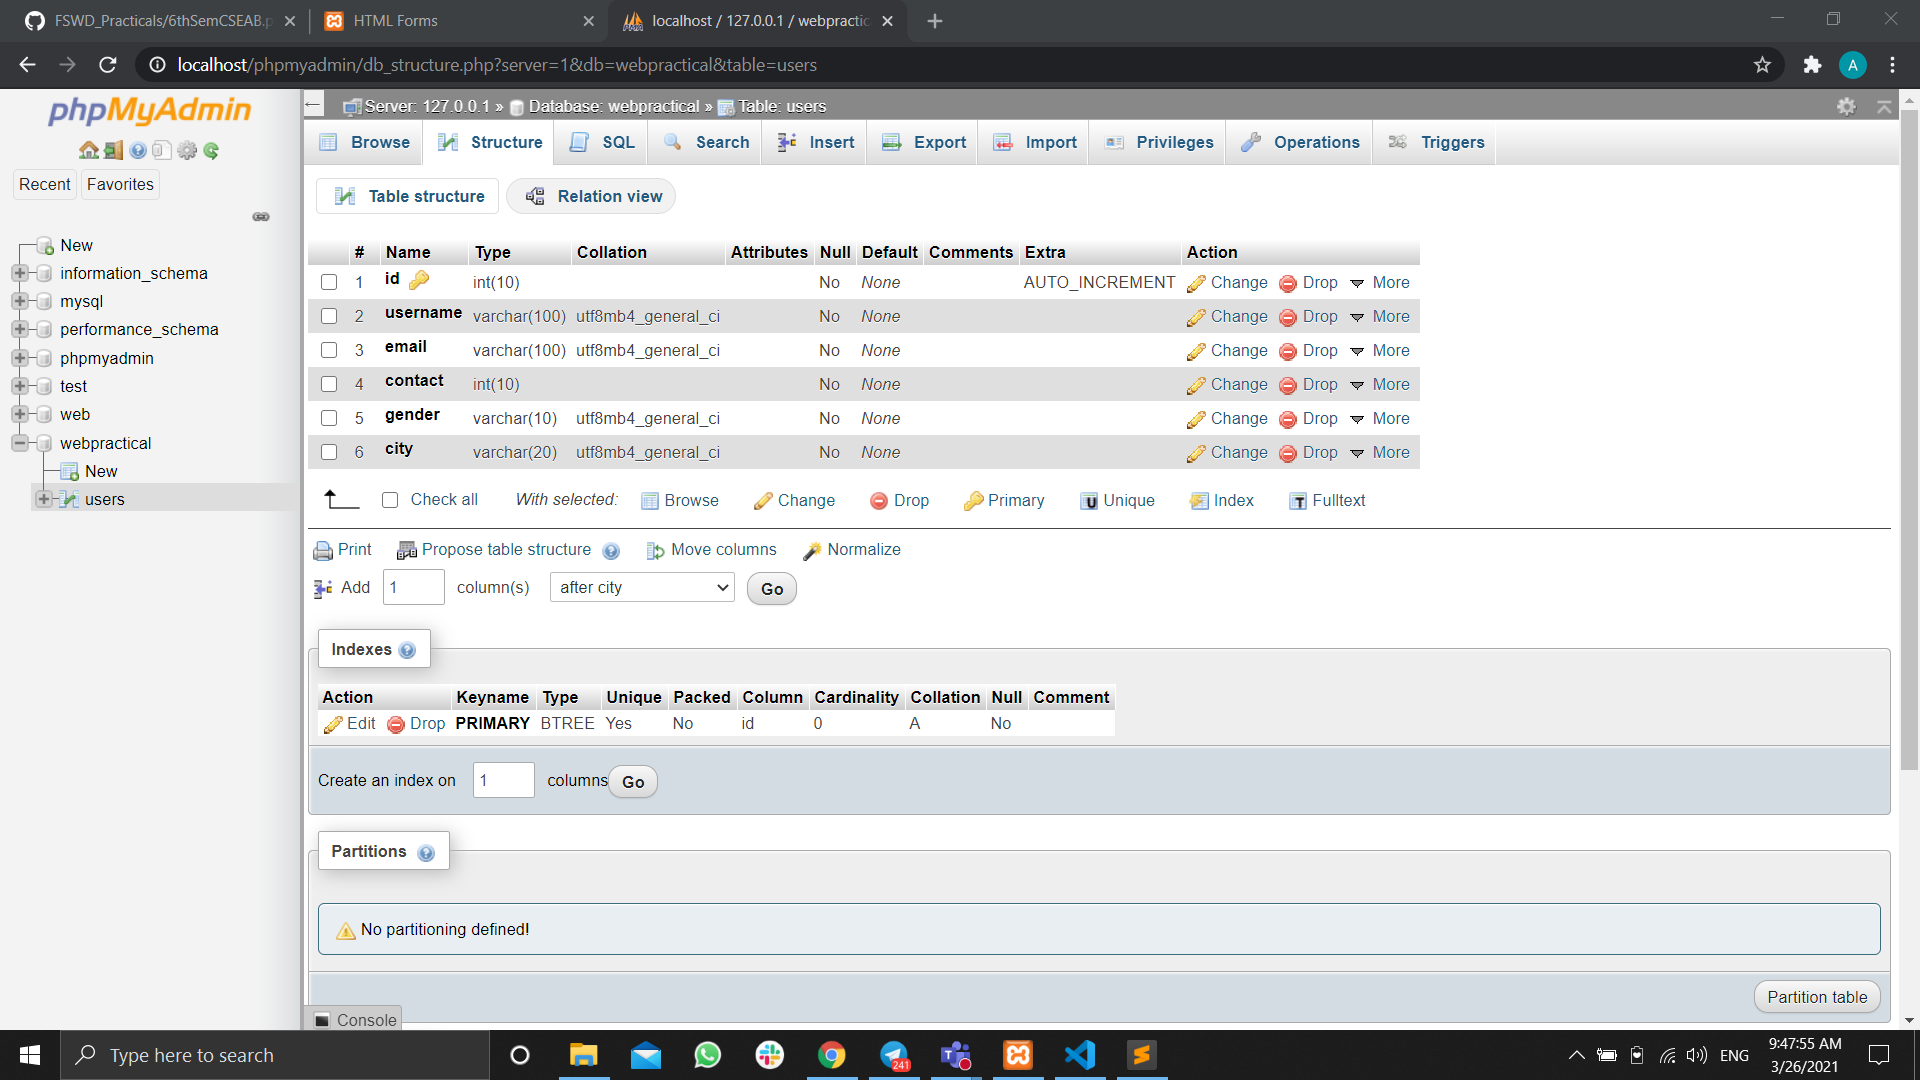 FSWD_Practicals/6thSemCSEAB.p
HTML Forms
localhost / 127.0.0.1 / webpractic
localhost/phpmyadmin/db_structure.php?server=1&db=webpractical&table=users
A
phpMyAdmin
Recent
Favorites
New
information_schema
mysql
performance_schema
phpmyadmin
test
web
webpractical
New
users
Server: 127.0.0.1 » Database: webpractical » Table: users
Browse Structure SQL Search Insert Export Import Privileges Operations Triggers
Table structure Relation view
# Name Type Collation Attributes Null Default Comments Extra Action
1 id int(10) No None AUTO_INCREMENT Change Drop More
2 username varchar(100) utf8mb4_general_ci No None Change Drop More
3 email varchar(100) utf8mb4_general_ci No None Change Drop More
4 contact int(10) No None Change Drop More
5 gender varchar(10) utf8mb4_general_ci No None Change Drop More
6 city varchar(20) utf8mb4_general_ci No None Change Drop More
Check all With selected: Browse Change Drop Primary Unique Index Fulltext
Print Propose table structure Move columns Normalize
Add 1 column(s) after city Go
Indexes
Action Keyname Type Unique Packed Column Cardinality Collation Null Comment
Edit Drop PRIMARY BTREE Yes No id 0 A No
Create an index on 1 columns Go
Partitions
No partitioning defined!
Partition table
Console
Type here to search
241
ENG
9:47:55 AM
3/26/2021